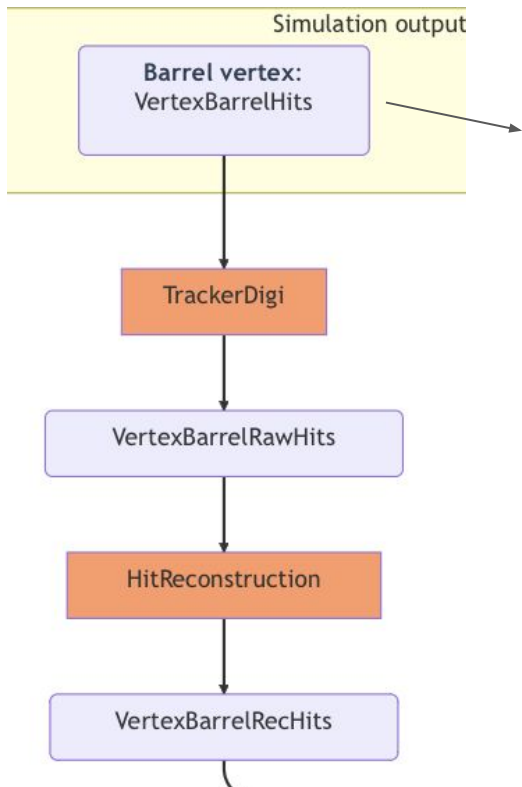 Simulation output
Barrel vertex:
VertexBarrelHits
TrackerDigi
VertexBarrelRawHits
HitReconstruction
VertexBarrelRecHits